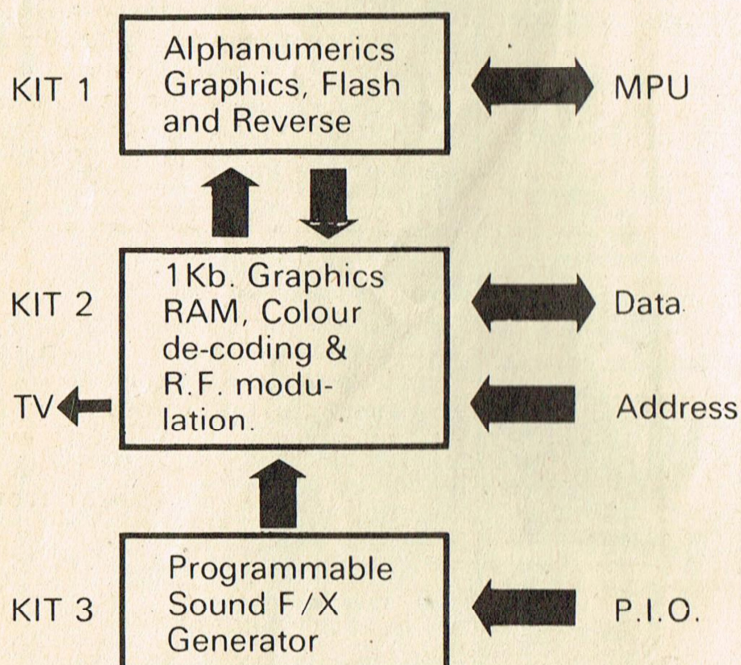 KIT 1
Alphanumerics
Graphics, Flash
and Reverse
MPU
KIT 2
1Kb. Graphics
RAM, Colour
de-coding &
R.F. modu-
lation.
Data
TV
Address
KIT 3
Programmable
Sound F/X
Generator
P.I.O.